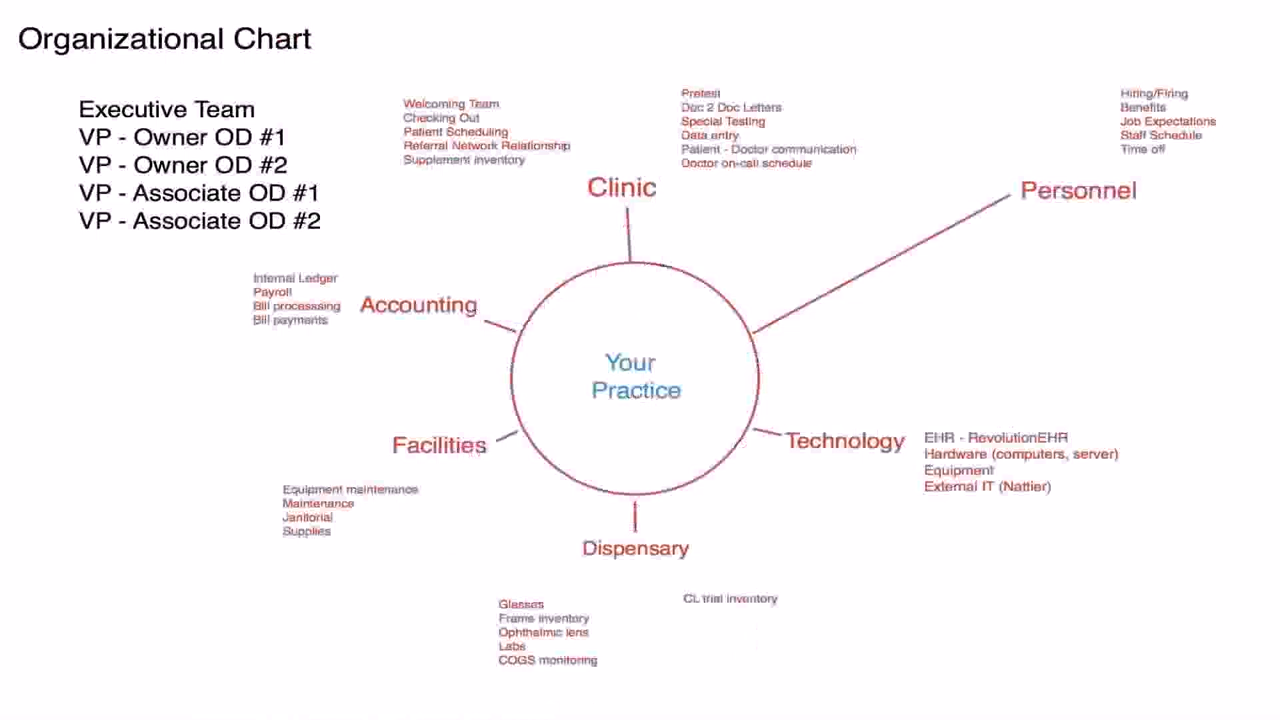 Organizational Chart
Executive Team
VP - Owner OD #1
VP - Owner OD #2
VP - Associate OD #1
VP - Associate OD #2
Welcoming Team
Checking Out
Patient Scheduling
Referral Network Relationship
Supplement inventory
Pretest
Doc 2 Doc Letters
Special Testing
Data entry
Patient - Doctor communication
Doctor on-call schedule
Clinic
Hiring/Firing
Benefits
Job Expectations
Staff Schedule
Time off
Personnel
Internal Ledger
Payroll
Bill processing
Bill payments
Accounting
Your
Practice
Facilities
Equipment maintenance
Maintenance
Janitorial
Supplies
Technology
EHR - RevolutionEHR
Hardware (computers, server)
Equipment
External IT (Nattier)
Dispensary
Glasses
Frame inventory
Ophthalmic lens
Labs
COGS monitoring
CL trial inventory